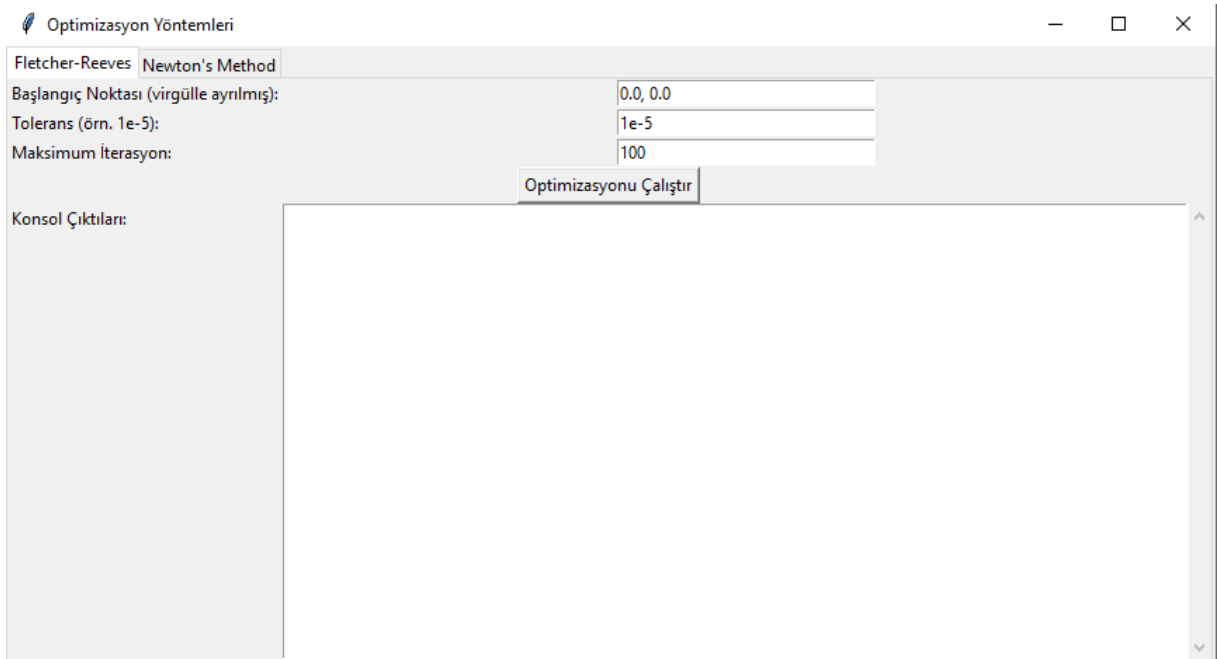 Optimizasyon Yöntemleri
Fletcher-Reeves Newton's Method
Başlangıç Noktası (virgülle ayrılmış): 0.0, 0.0
Tolerans (örn. 1e-5): 1e-5
Maksimum İterasyon: 100
Optimizasyonu Çalıştır
Konsol Çıktıları: